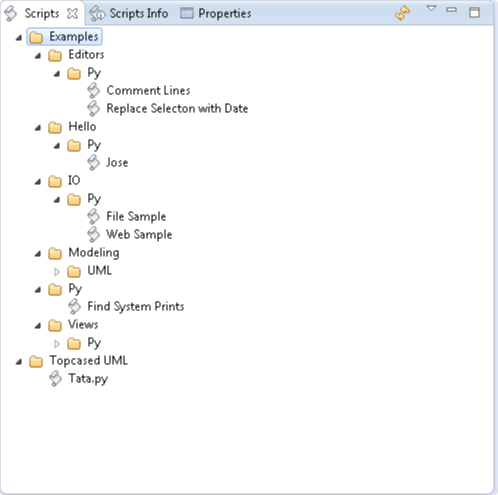 Scripts Scripts Info Properties
Examples
Editors
Py
Comment Lines
Replace Selecton with Date
Hello
Py
Jose
IO
Py
File Sample
Web Sample
Modeling
UML
Py
Find System Prints
Views
Py
Topcased UML
Tata.py